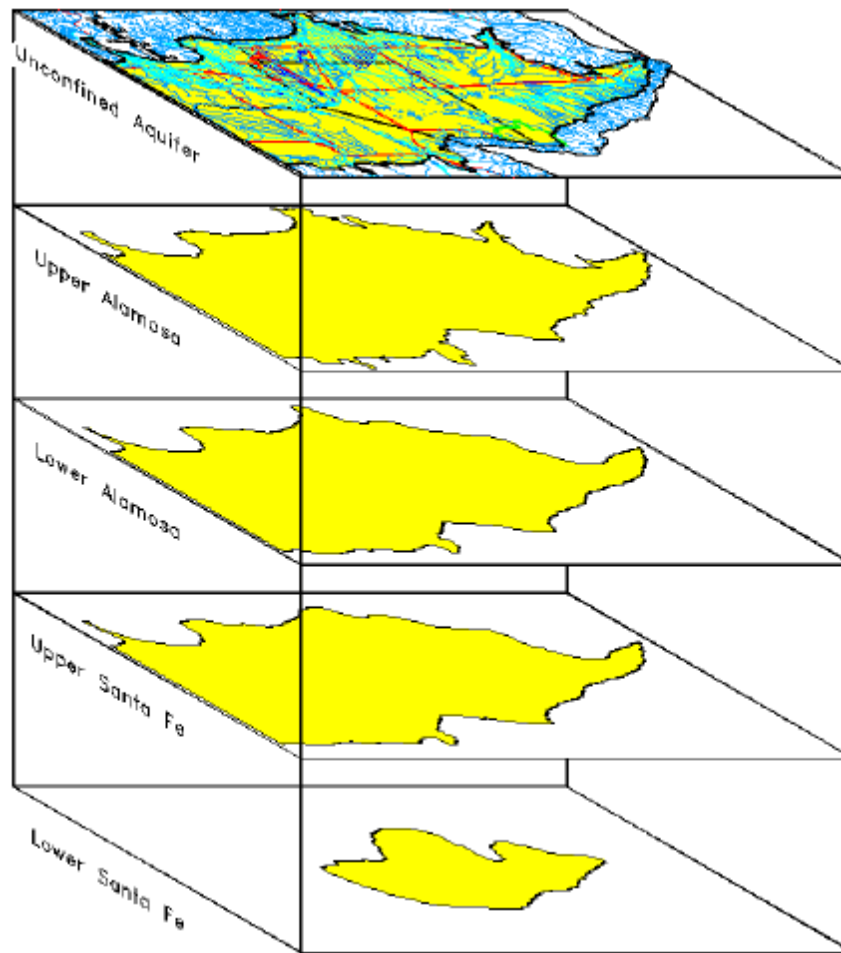 Unconfined Aquifer
Upper Alamosa
Lower Alamosa
Upper Santa Fe
Lower Santa Fe